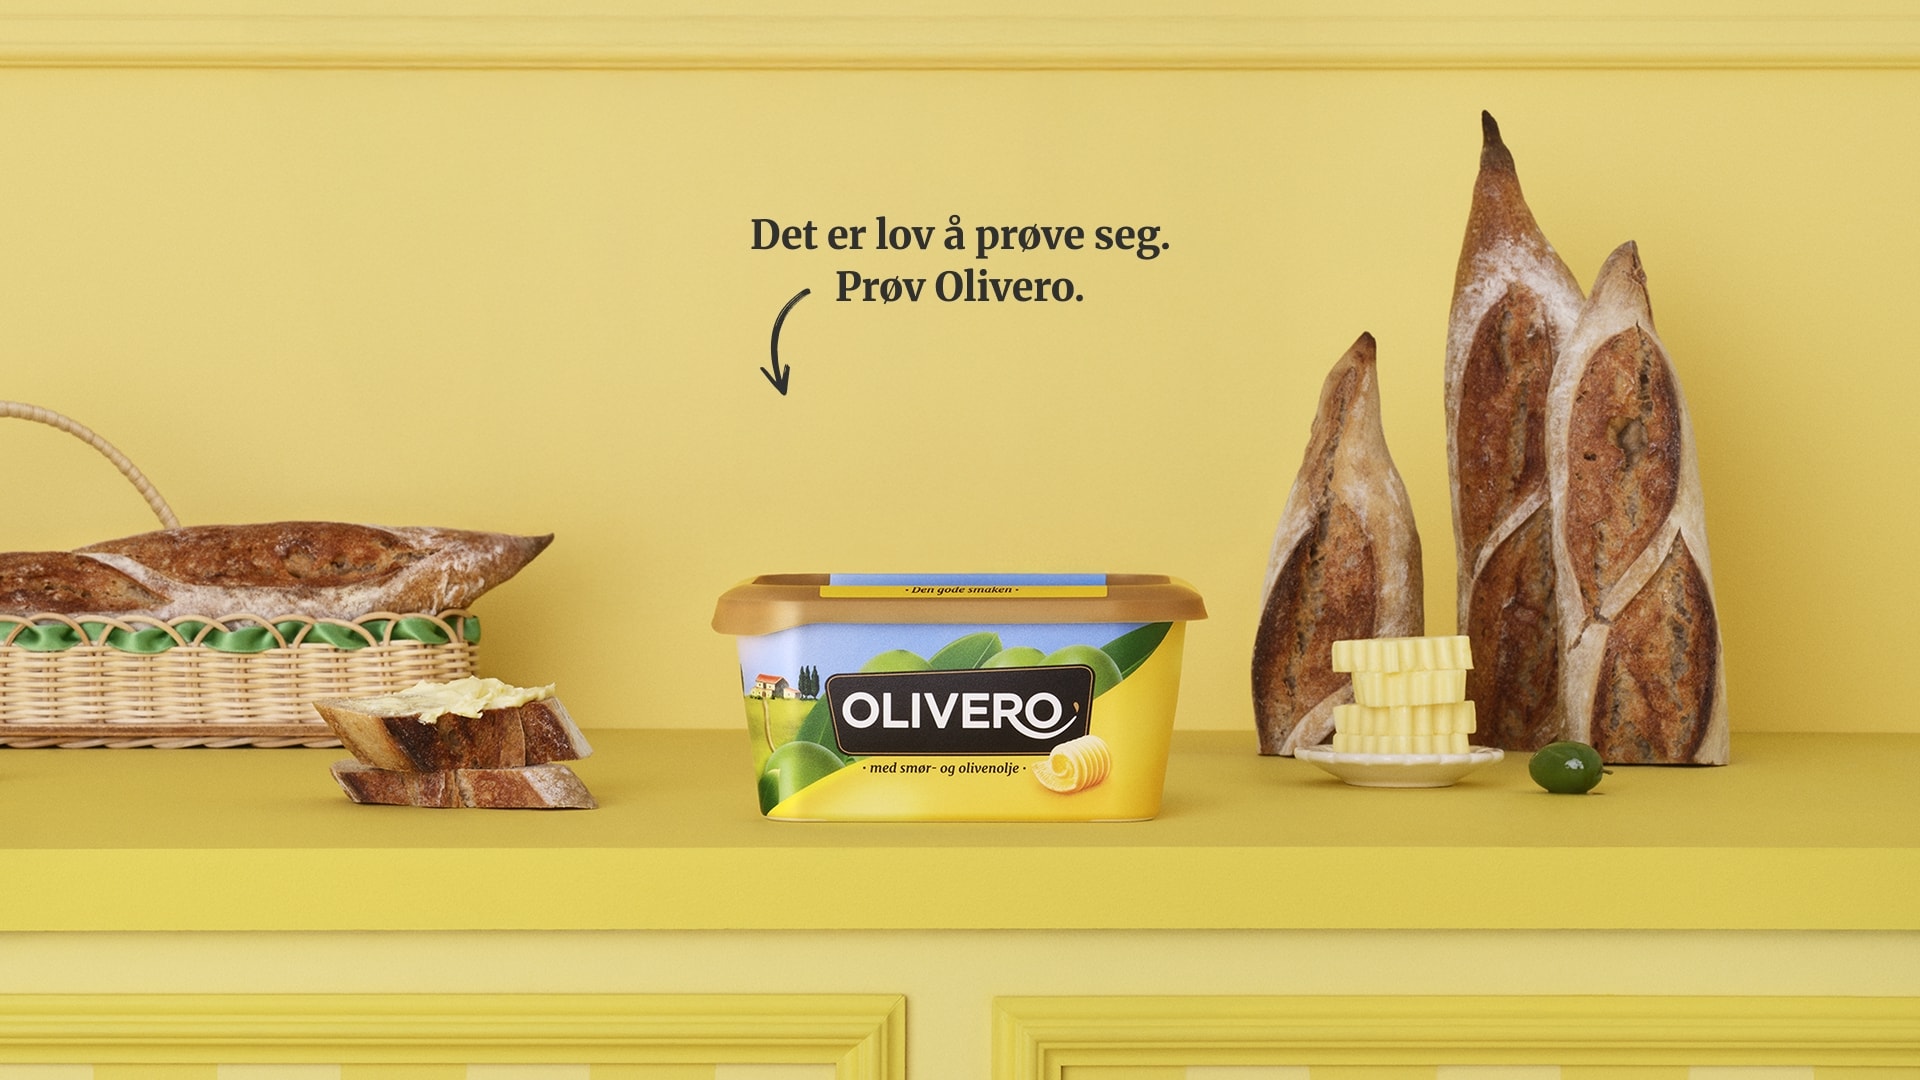 Det er lov å prøve seg.
Prøv Olivero.
· Den gode smaken ·
OLIVERO
· med smør- og olivenolje ·